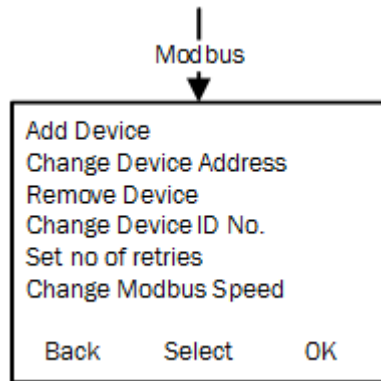 Modbus
Add Device
Change Device Address
Remove Device
Change Device ID No.
Set no of retries
Change Modbus Speed
Back Select OK